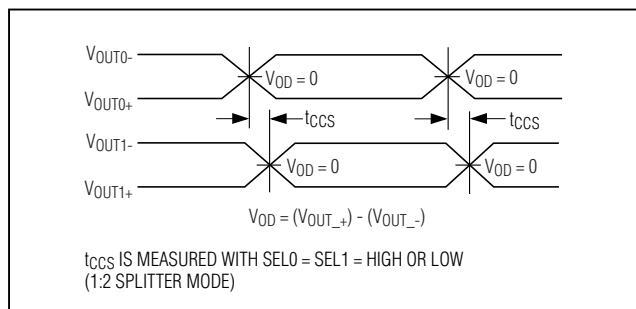 VOUT0-
VOD = 0 VOD = 0
VOUT0+
tCCS tCCS
VOUT1-
VOD = 0 VOD = 0
VOUT1+
VOD = (VOUT_+) - (VOUT_-)
tCCS IS MEASURED WITH SEL0 = SEL1 = HIGH OR LOW
(1:2 SPLITTER MODE)